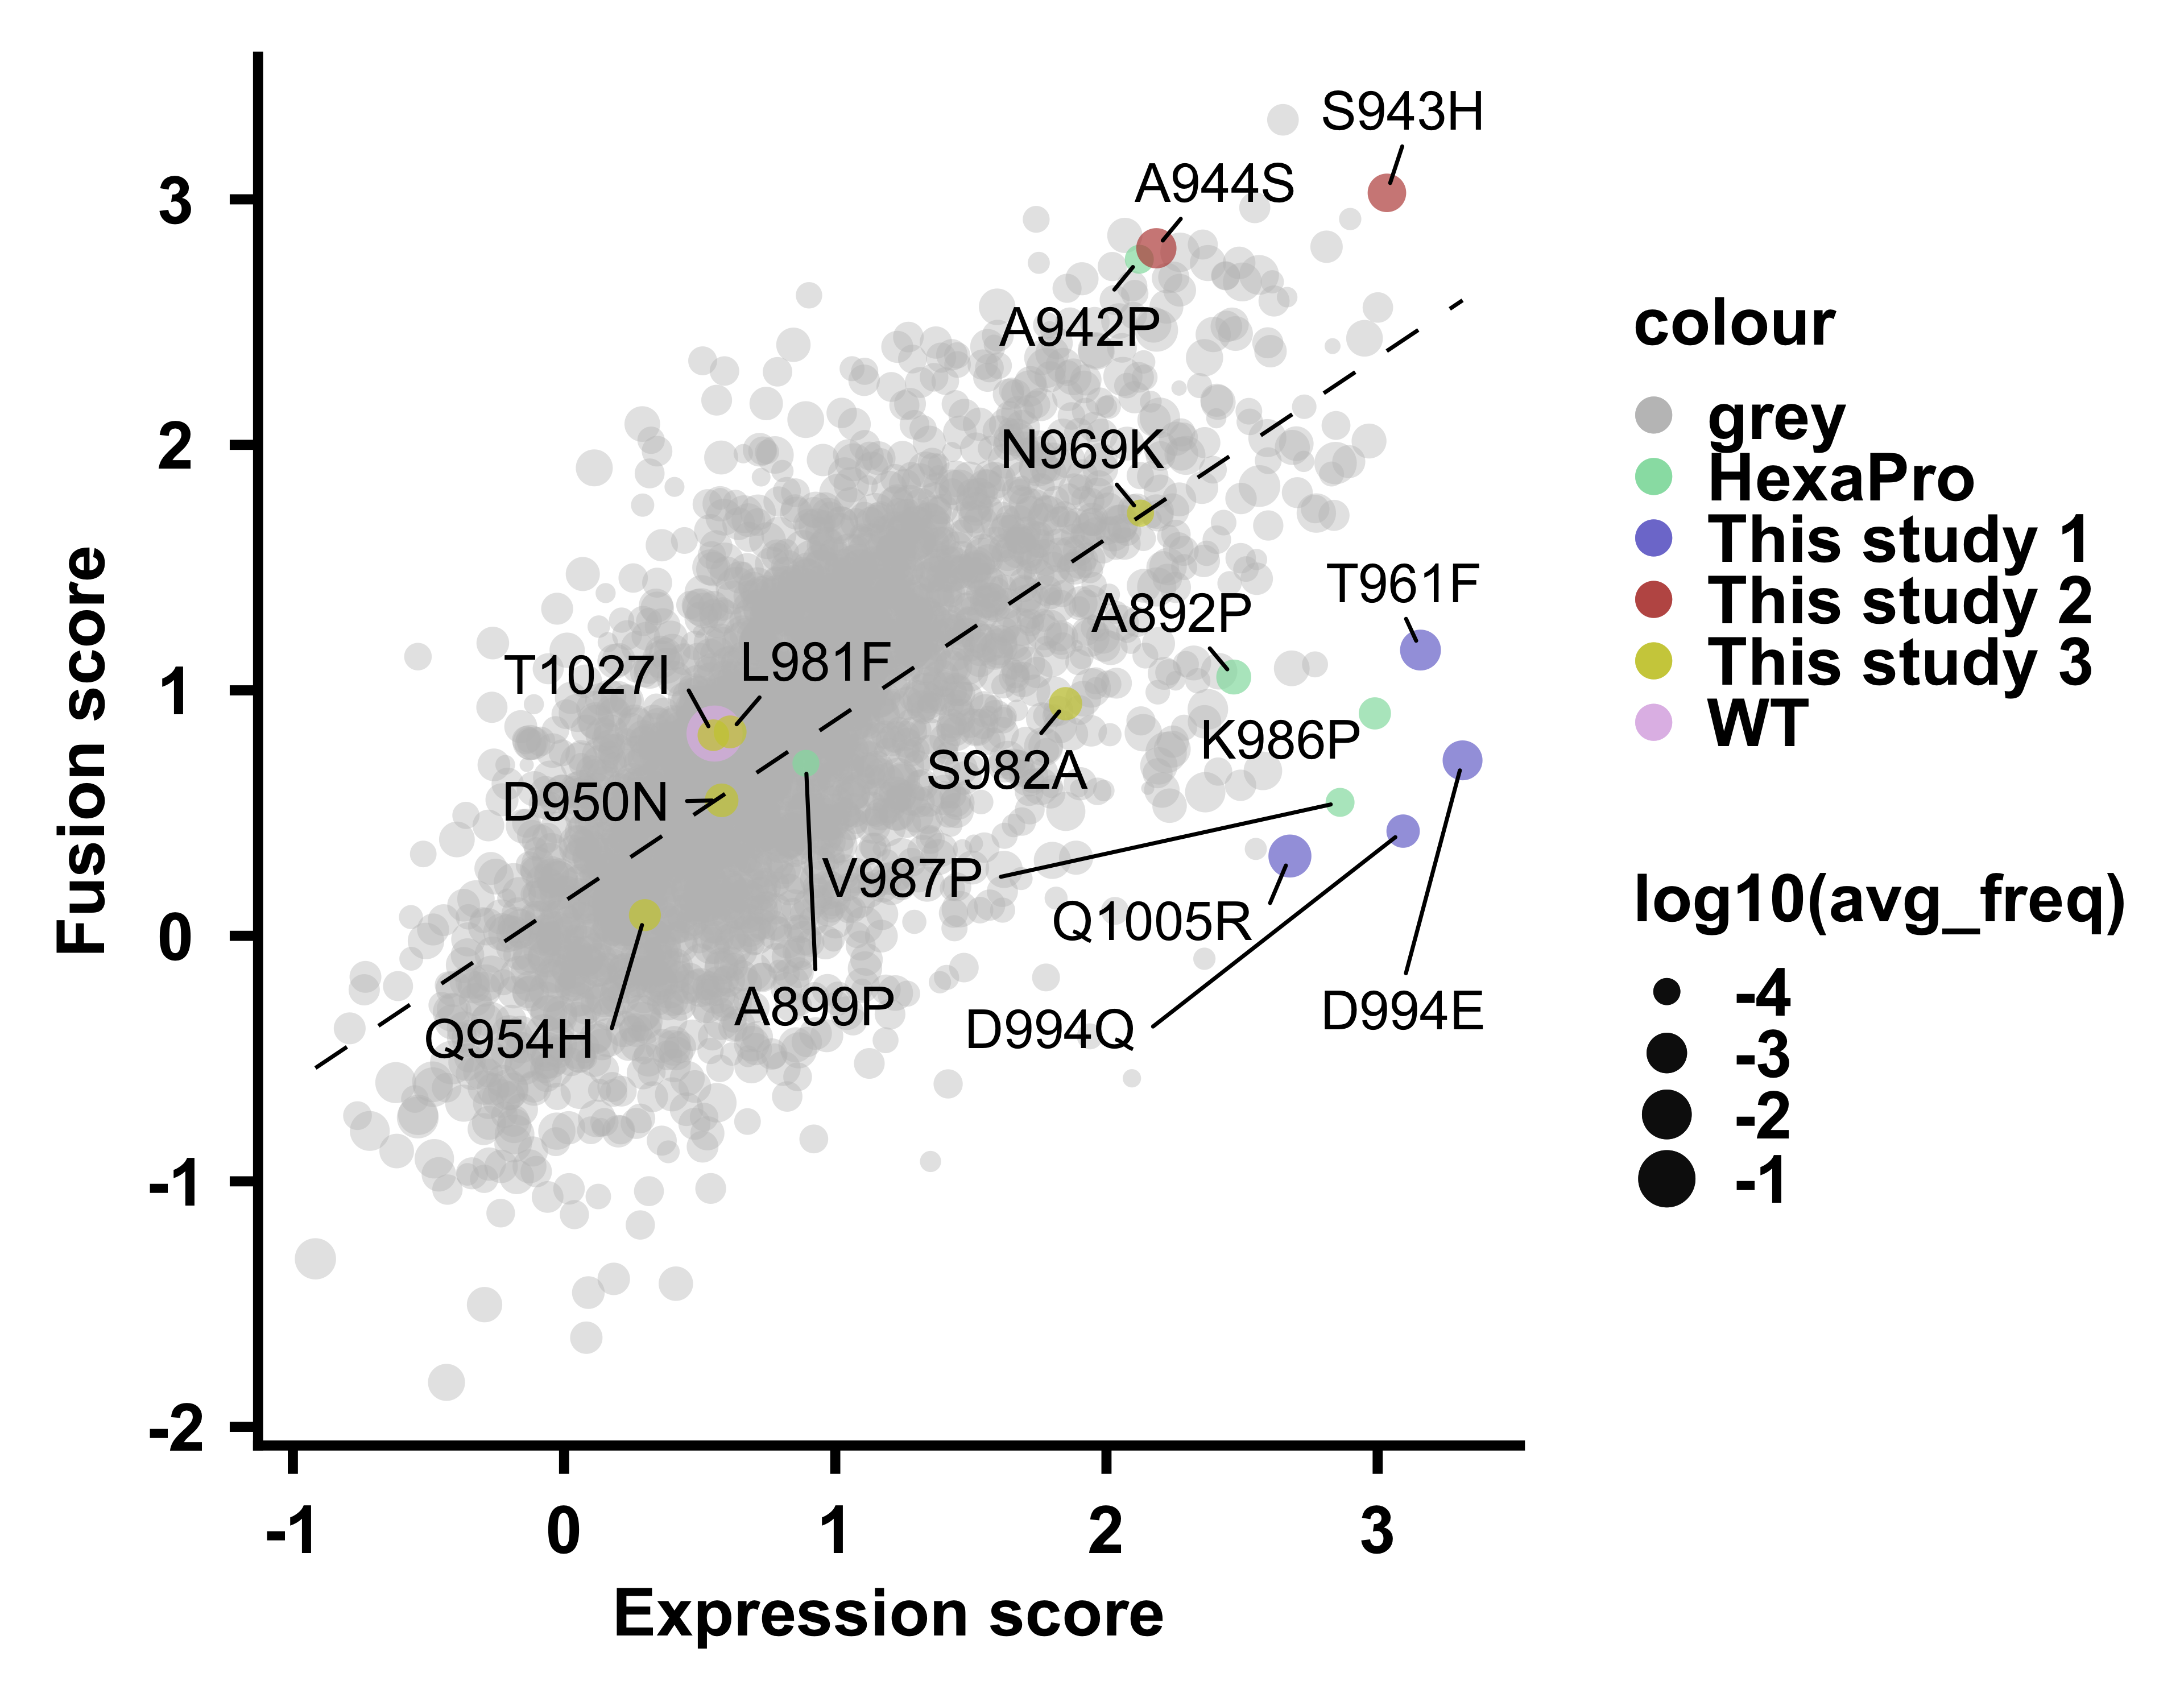 S943H
A944S
A942P
N969K
T961F
A892P
L981F
T1027I
K986P
S982A
D950N
V987P
Q1005R
A899P
D994E
D994Q
Q954H
3
2
1
0
-1
-2
Fusion score
-1
0
1
2
3
Expression score
colour
grey
HexaPro
This study 1
This study 2
This study 3
WT
log10(avg_freq)
-4
-3
-2
-1